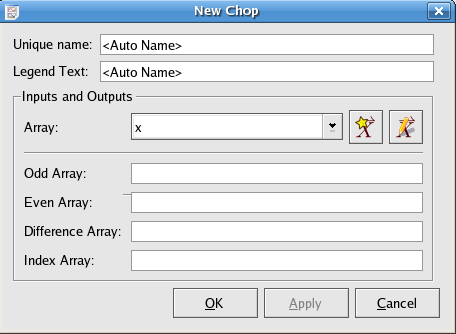 New Chop
Unique name: <Auto Name>
Legend Text: <Auto Name>
Inputs and Outputs
Array: x
Odd Array:
Even Array:
Difference Array:
Index Array:
OK Apply Cancel